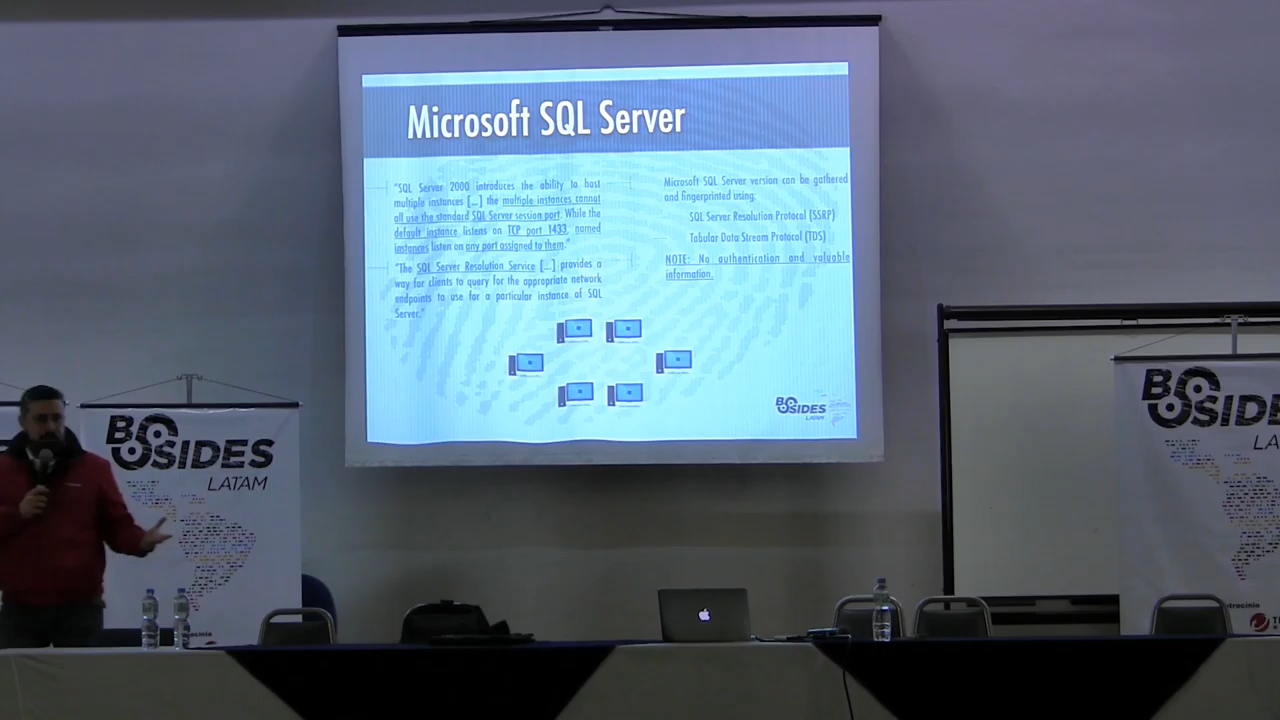 Microsoft SQL Server
"SQL Server 2000 introduces the ability to host
multiple instances [...] the multiple instances cannot
all use the standard SQL Server session port. While the
default instance listens on TCP port 1433, named
instances listen on any port assigned to them."
"The SQL Server Resolution Service [...] provides a
way for clients to query for the appropriate network
endpoints to use for a particular instance of SQL
Server."
Microsoft SQL Server version can be gathered
and fingerprinted using:
SQL Server Resolution Protocal (SSRP)
Tabular Data Stream Protocol (TDS)
NOTE: No authentication and valuable
information.
BSIDES
LATAM
BSIDES
LATAM
BSIDE
LA